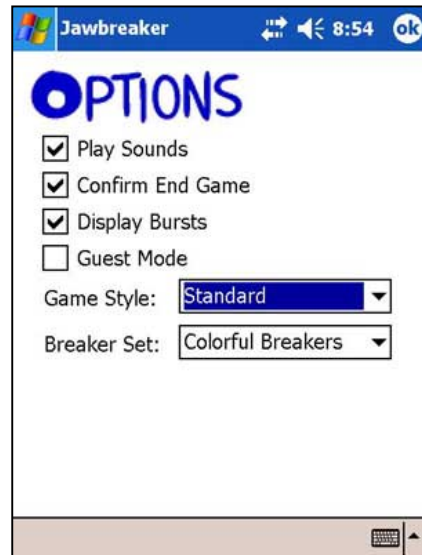 Jawbreaker 8:54 ok
OPTIONS
Play Sounds
Confirm End Game
Display Bursts
Guest Mode
Game Style: Standard
Breaker Set: Colorful Breakers